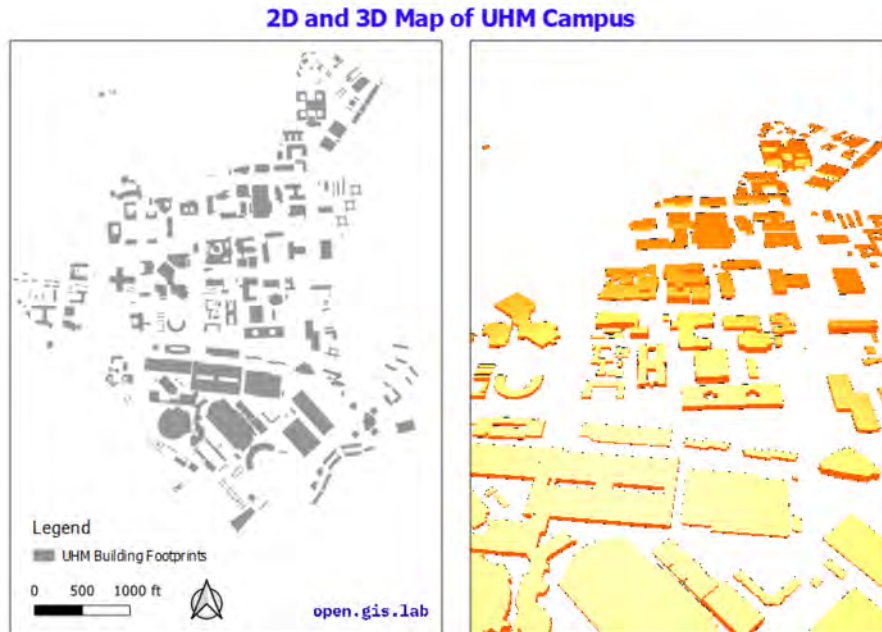 2D and 3D Map of UHM Campus
Legend
UHM Building Footprints
0 500 1000 ft
open.gis.lab